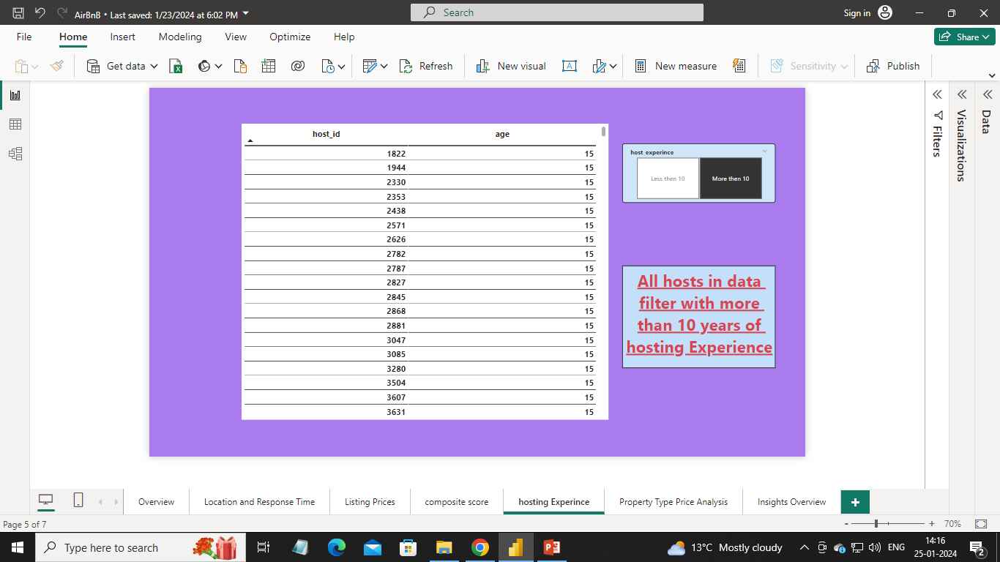 AirBnB • Last saved: 1/23/2024 at 6:02 PM
Search
Sign in
File Home Insert Modeling View Optimize Help
Share
Get data
Refresh
New visual
New measure
Sensitivity
Publish
host_id age
1822 15
1944 15
2330 15
2353 15
2438 15
2571 15
2626 15
2782 15
2787 15
2827 15
2845 15
2868 15
2881 15
3047 15
3085 15
3280 15
3504 15
3607 15
3631 15
host experince
Less then 10 More then 10
All hosts in data
filter with more
than 10 years of
hosting Experience
Filters
Visualizations
Data
Overview Location and Response Time Listing Prices composite score hosting Experince Property Type Price Analysis Insights Overview +
Page 5 of 7
- + 70%
Type here to search
13°C Mostly cloudy
ENG
14:16
25-01-2024
2